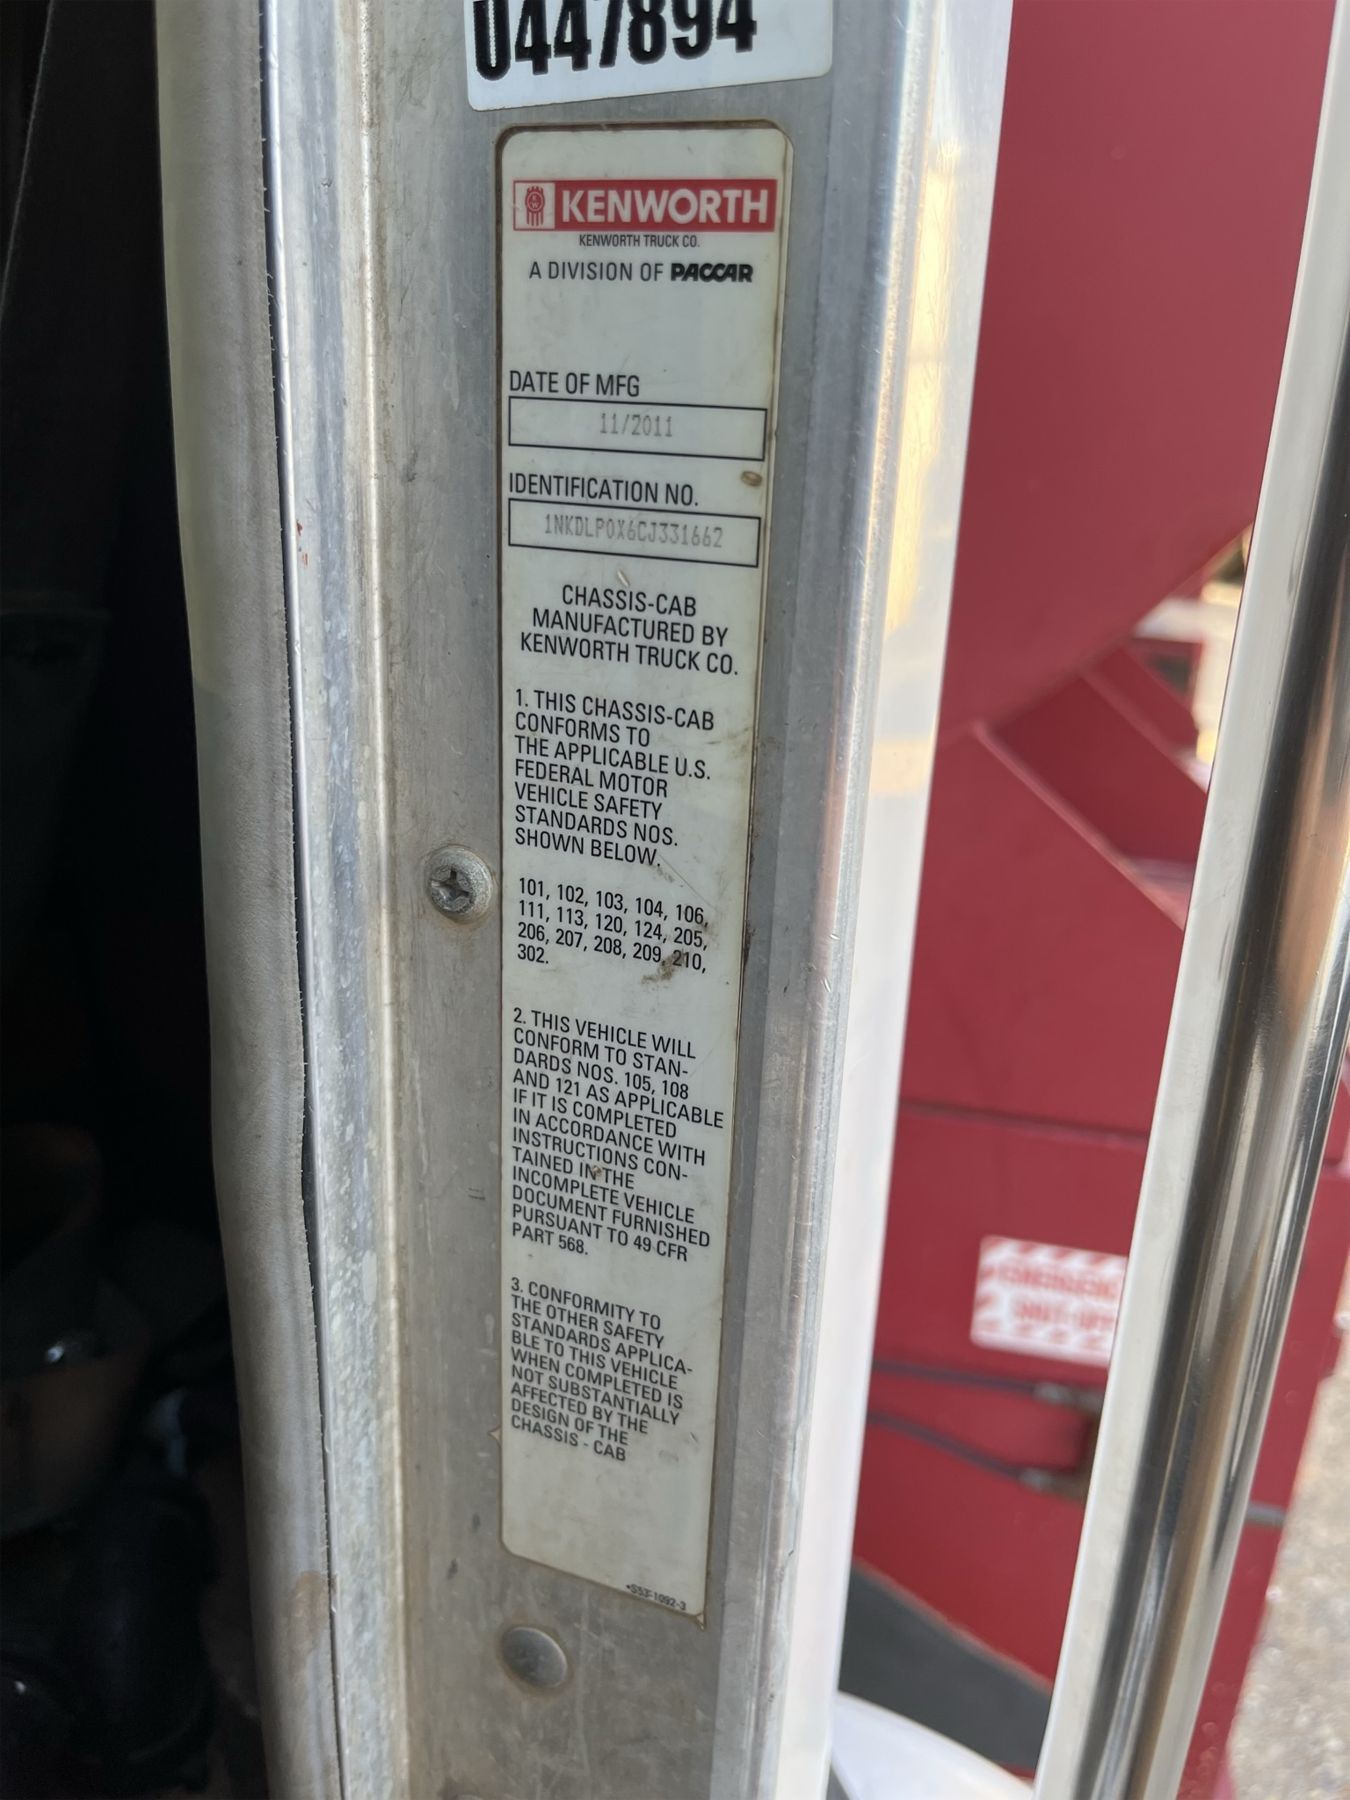 0447894
KENWORTH
KENWORTH TRUCK CO.
A DIVISION OF PACCAR
DATE OF MFG
11/2011
IDENTIFICATION NO.
1NKDLP0X6CJ331662
CHASSIS-CAB
MANUFACTURED BY
KENWORTH TRUCK CO.
1. THIS CHASSIS-CAB
CONFORMS TO
THE APPLICABLE U.S.
FEDERAL MOTOR
VEHICLE SAFETY
STANDARDS NOS.
SHOWN BELOW.
101, 102, 103, 104, 106,
111, 113, 120, 124, 205,
206, 207, 208, 209, 210,
302.
2. THIS VEHICLE WILL
CONFORM TO STAN-
DARDS NOS. 105, 108
AND 121 AS APPLICABLE
IF IT IS COMPLETED
IN ACCORDANCE WITH
INSTRUCTIONS CON-
TAINED IN THE
INCOMPLETE VEHICLE
DOCUMENT FURNISHED
PURSUANT TO 49 CFR
PART 568.
3. CONFORMITY TO
THE OTHER SAFETY
STANDARDS APPLICA-
BLE TO THIS VEHICLE
WHEN COMPLETED IS
NOT SUBSTANTIALLY
AFFECTED BY THE
DESIGN OF THE
CHASSIS - CAB
•S53-1092-3